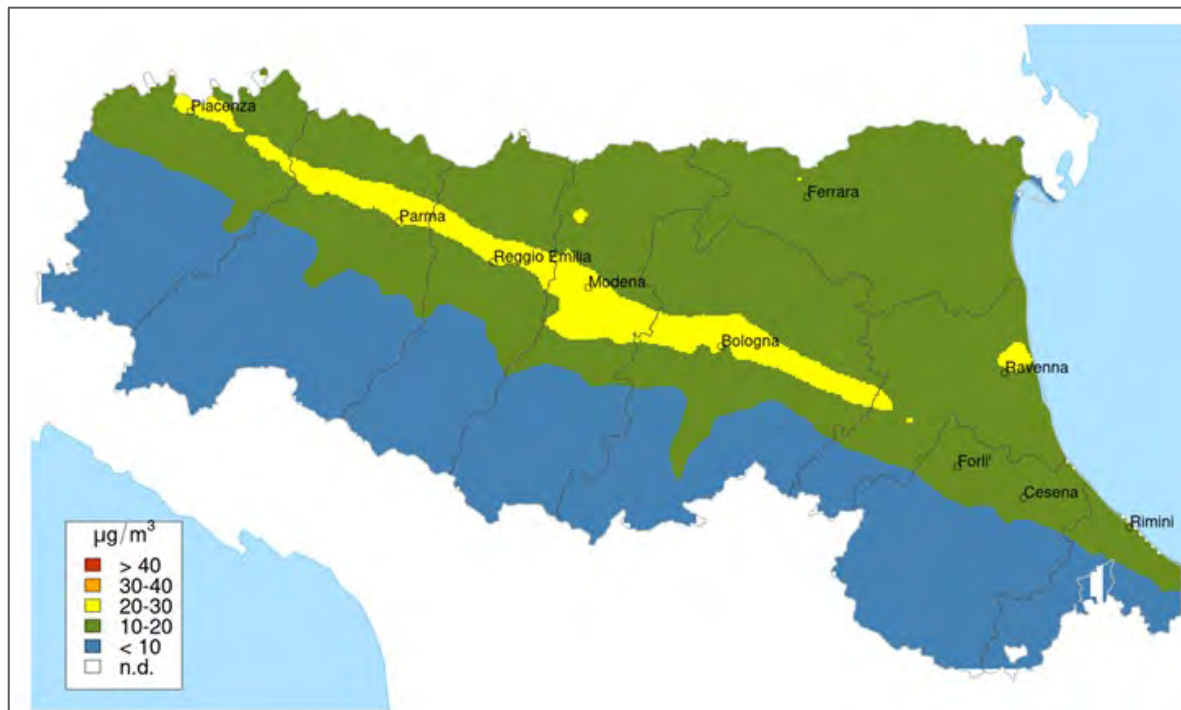 Piacenza
Ferrara
Parma
Reggio Emilia
Modena
Bologna
Ravenna
Forli'
Cesena
Rimini
µg/m³
> 40
30-40
20-30
10-20
< 10
n.d.